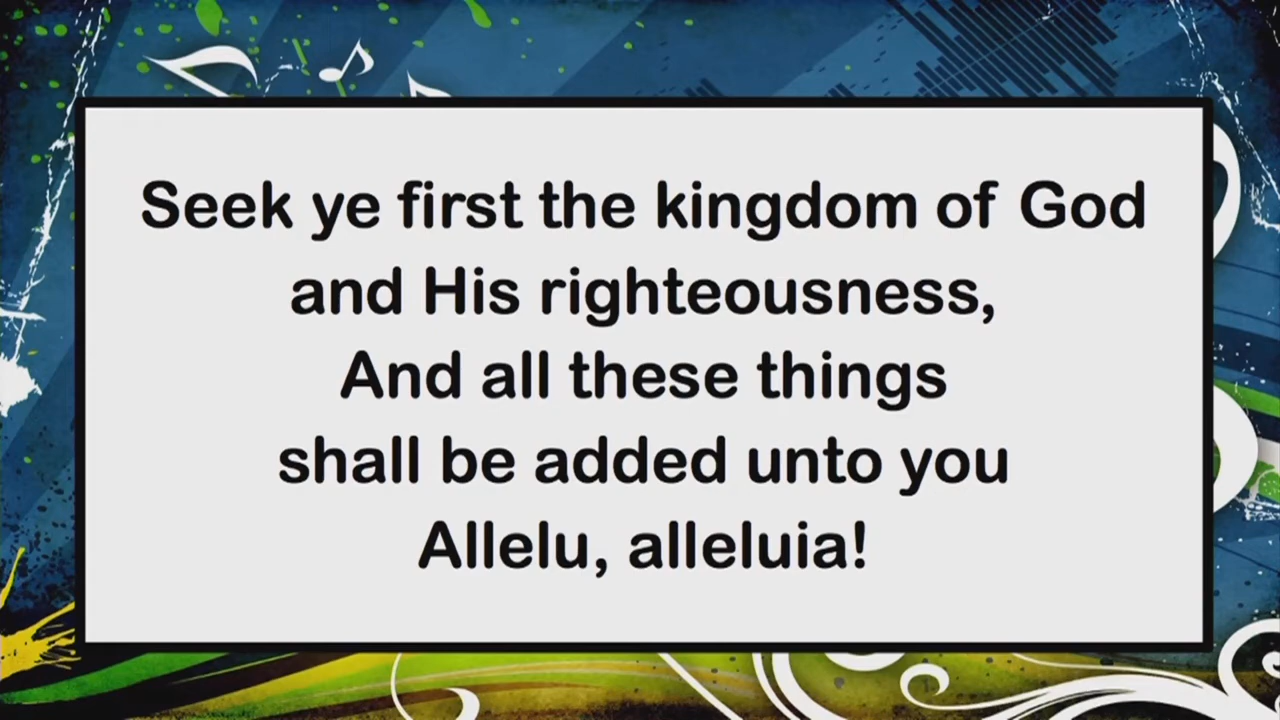 Seek ye first the kingdom of God
and His righteousness,
And all these things
shall be added unto you
Allelu, alleluia!